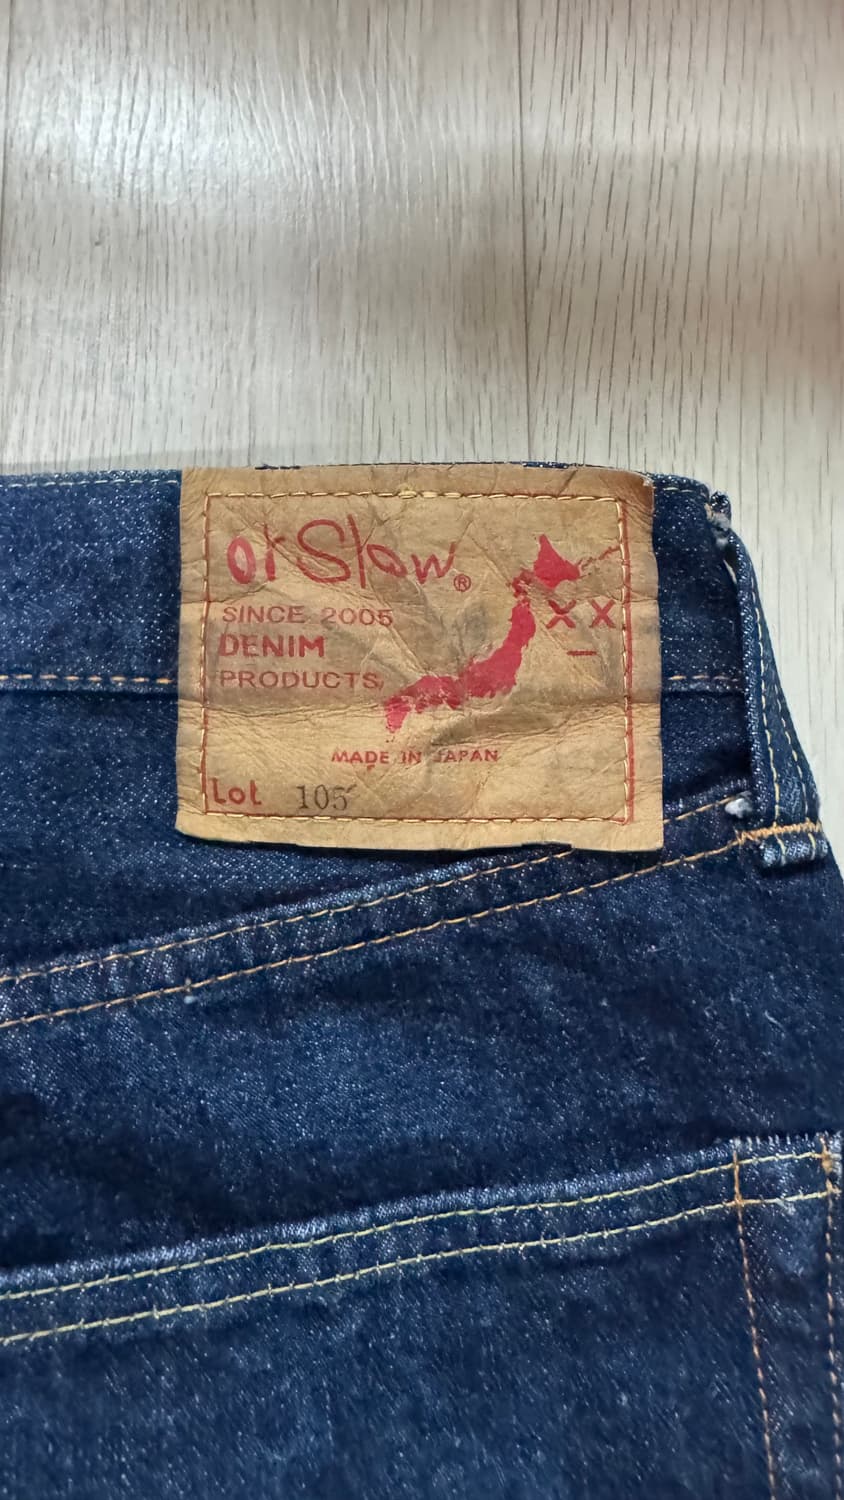 orSlow®
SINCE 2005
DENIM
PRODUCTS,
XX
MADE IN JAPAN
Lot 105